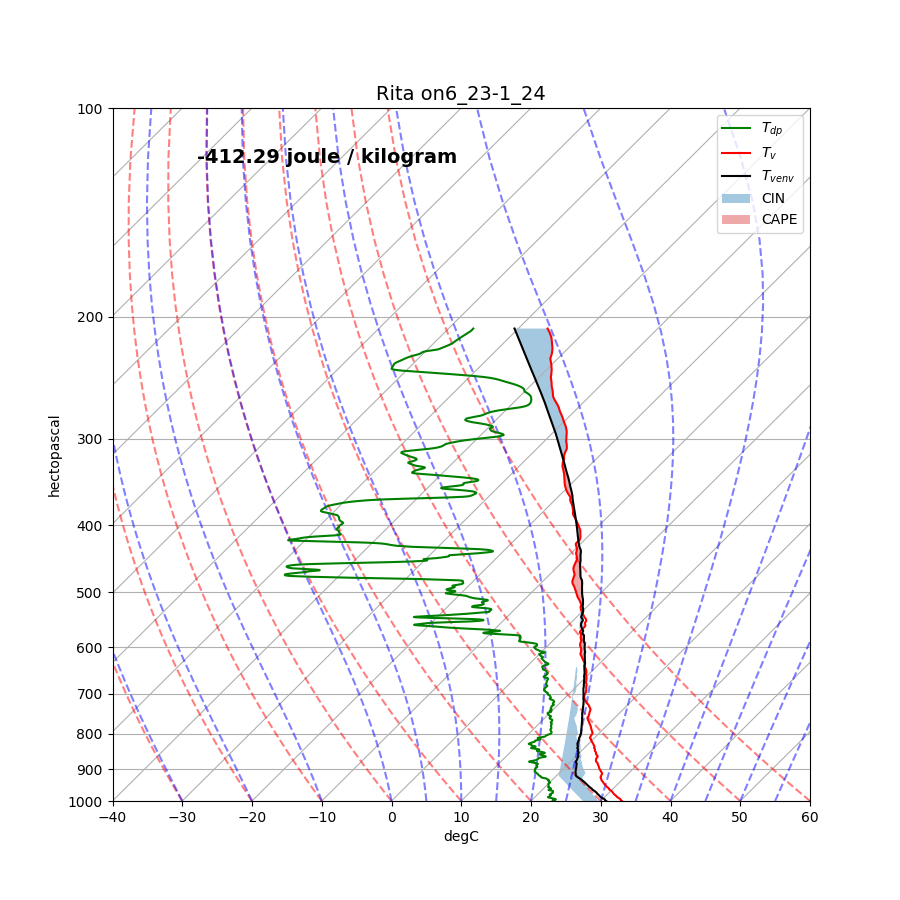 Rita on6_23-1_24
100
-412.29 joule / kilogram
T_dp
T_v
T_venv
CIN
CAPE
200
300
hectopascal
400
500
600
700
800
900
1000
−40 −30 −20 −10 0 10 20 30 40 50 60
degC